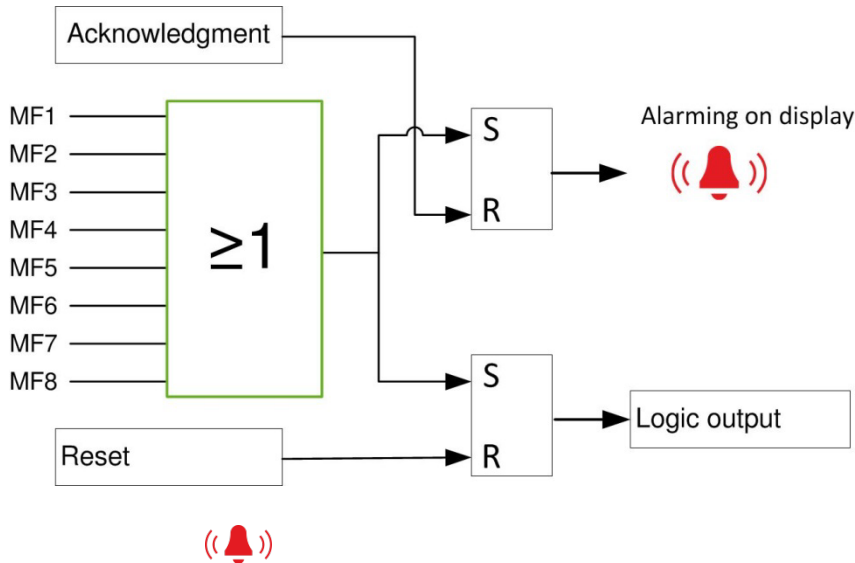 Acknowledgment
MF1
MF2
MF3
MF4
MF5
MF6
MF7
MF8
≥1
S
R
Alarming on display
S
R
Logic output
Reset